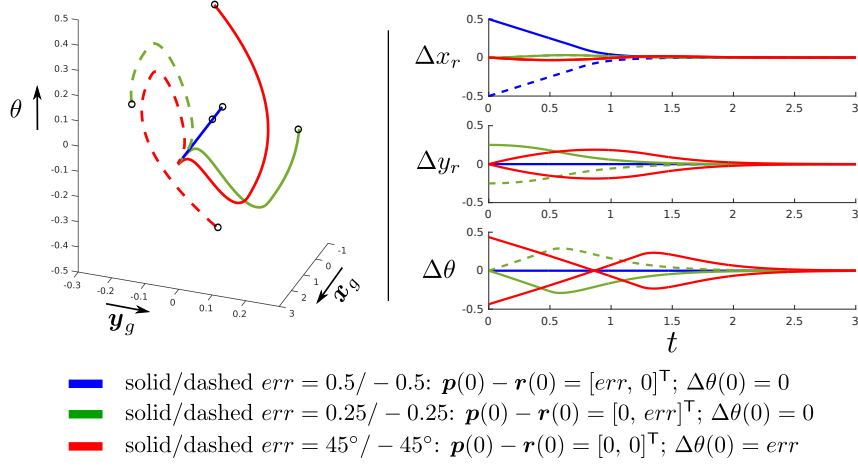 0.5
0.4
0.3
0.2
0.1
0
-0.1
-0.2
-0.3
-0.4
-0.5
θ
-0.3
-0.2
-0.1
0
0.1
0.2
y_g
-1
0
1
2
3
x_g
Δx_r
0.5
0
-0.5
0 0.5 1 1.5 2 2.5 3
Δy_r
0.5
0
-0.5
0 0.5 1 1.5 2 2.5 3
Δθ
0.5
0
-0.5
0 0.5 1 1.5 2 2.5 3
t
solid/dashed err = 0.5/ − 0.5: p(0) − r(0) = [err, 0]^T; Δθ(0) = 0
solid/dashed err = 0.25/ − 0.25: p(0) − r(0) = [0, err]^T; Δθ(0) = 0
solid/dashed err = 45°/ − 45°: p(0) − r(0) = [0, 0]^T; Δθ(0) = err